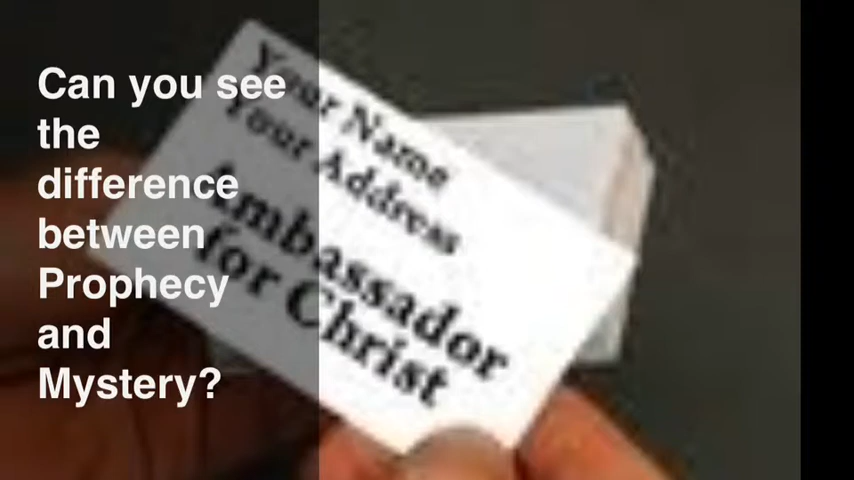 Can you see
the
difference
between
Prophecy
and
Mystery?
Your Name
Your Address
Ambassador
for Christ